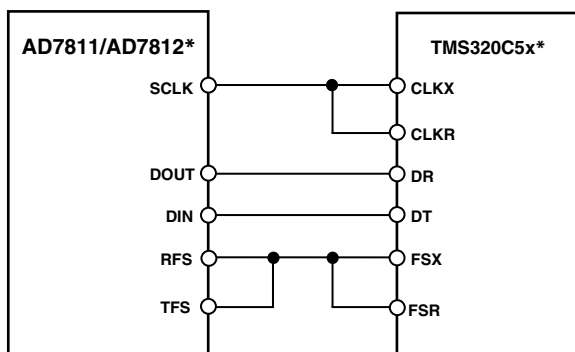 AD7811/AD7812*
TMS320C5x*
SCLK
CLKX
CLKR
DOUT
DR
DIN
DT
RFS
FSX
TFS
FSR